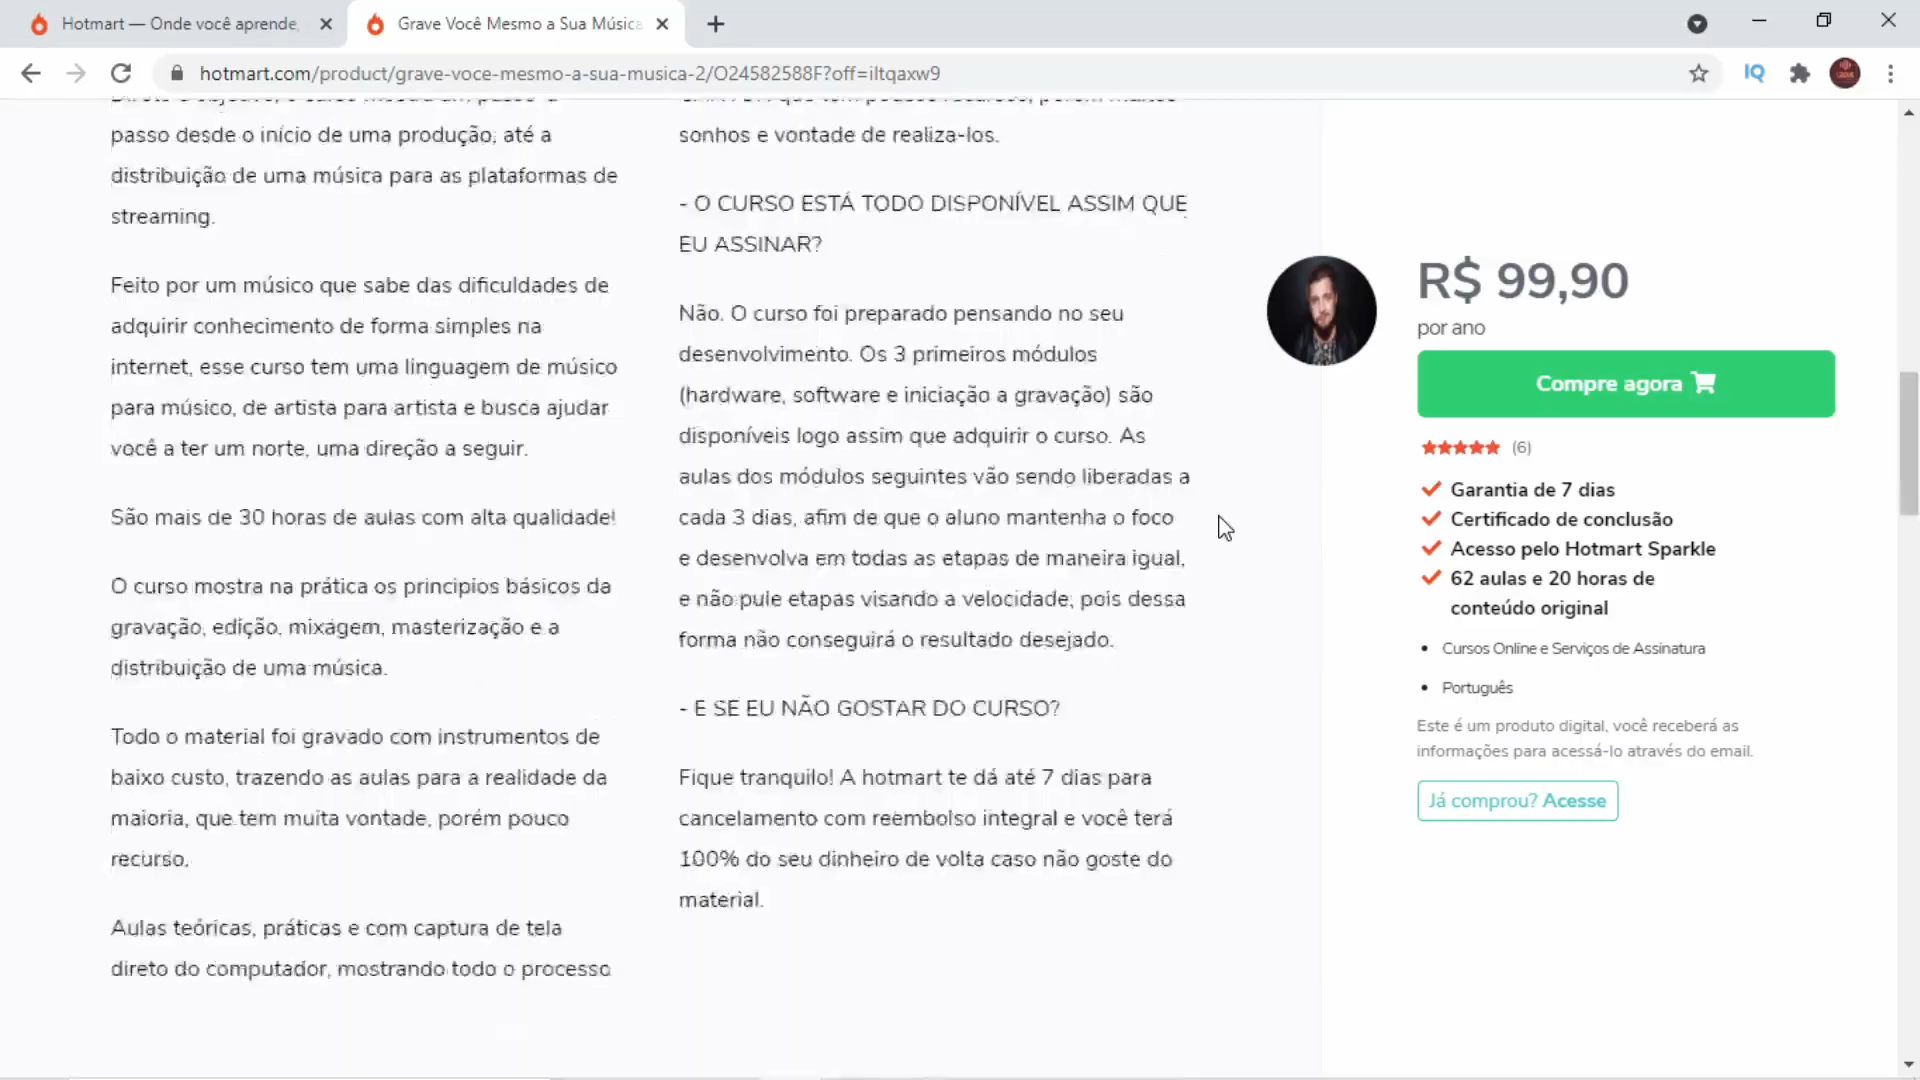 Hotmart — Onde você aprende,
Grave Você Mesmo a Sua Música
hotmart.com/product/grave-voce-mesmo-a-sua-musica-2/O24582588F?off=iltqaxw9
IQ
passo desde o início de uma produção, até a
distribuição de uma música para as plataformas de
streaming.
Feito por um músico que sabe das dificuldades de
adquirir conhecimento de forma simples na
internet, esse curso tem uma linguagem de músico
para músico, de artista para artista e busca ajudar
você a ter um norte, uma direção a seguir.
São mais de 30 horas de aulas com alta qualidade!
O curso mostra na prática os principios básicos da
gravação, edição, mixagem, masterização e a
distribuição de uma música.
Todo o material foi gravado com instrumentos de
baixo custo, trazendo as aulas para a realidade da
maioria, que tem muita vontade, porém pouco
recurso.
Aulas teóricas, práticas e com captura de tela
direto do computador, mostrando todo o processo
sonhos e vontade de realiza-los.
- O CURSO ESTÁ TODO DISPONÍVEL ASSIM QUE
EU ASSINAR?
Não. O curso foi preparado pensando no seu
desenvolvimento. Os 3 primeiros módulos
(hardware, software e iniciação a gravação) são
disponíveis logo assim que adquirir o curso. As
aulas dos módulos seguintes vão sendo liberadas a
cada 3 dias, afim de que o aluno mantenha o foco
e desenvolva em todas as etapas de maneira igual,
e não pule etapas visando a velocidade, pois dessa
forma não conseguirá o resultado desejado.
- E SE EU NÃO GOSTAR DO CURSO?
Fique tranquilo! A hotmart te dá até 7 dias para
cancelamento com reembolso integral e você terá
100% do seu dinheiro de volta caso não goste do
material.
R$ 99,90
por ano
Compre agora
(6)
Garantia de 7 dias
Certificado de conclusão
Acesso pelo Hotmart Sparkle
62 aulas e 20 horas de
conteúdo original
• Cursos Online e Serviços de Assinatura
• Português
Este é um produto digital, você receberá as
informações para acessá-lo através do email.
Já comprou? Acesse